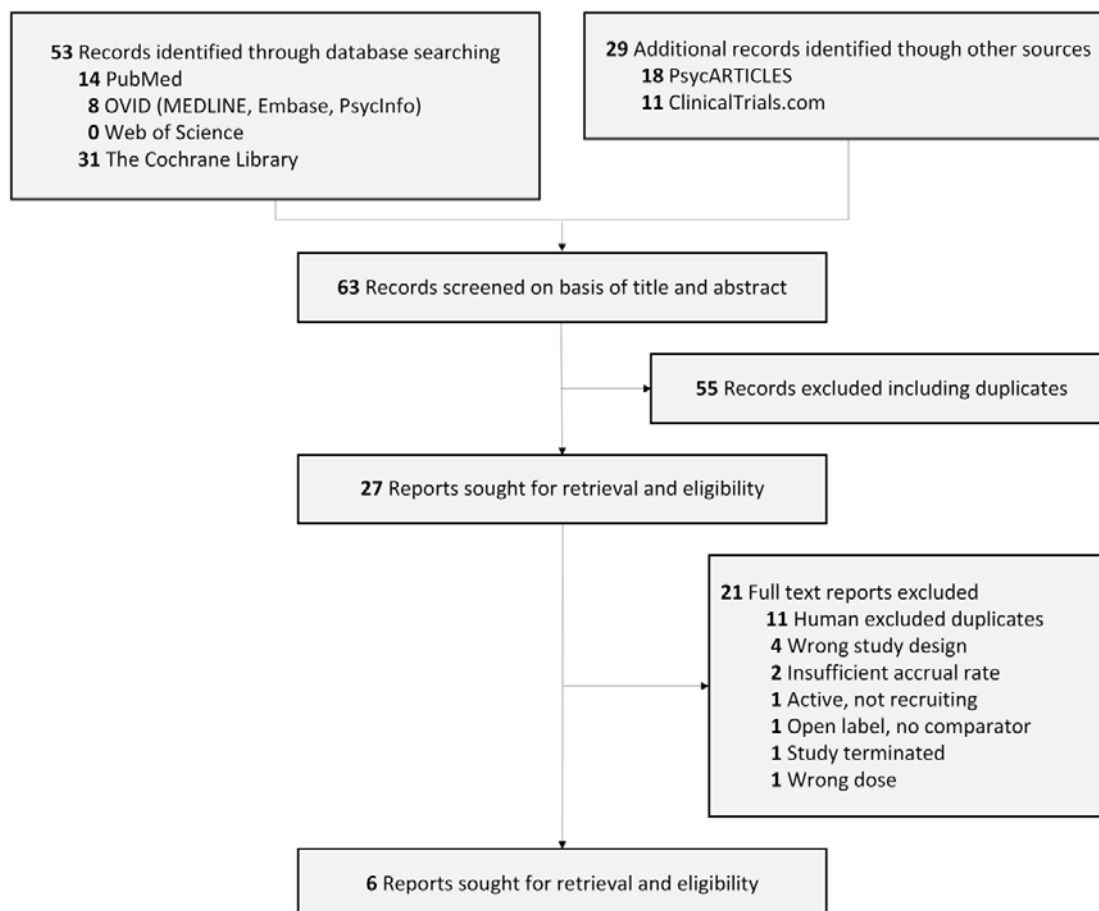 53 Records identified through database searching
14 PubMed
8 OVID (MEDLINE, Embase, PsycInfo)
0 Web of Science
31 The Cochrane Library
29 Additional records identified though other sources
18 PsycARTICLES
11 ClinicalTrials.com
63 Records screened on basis of title and abstract
55 Records excluded including duplicates
27 Reports sought for retrieval and eligibility
21 Full text reports excluded
11 Human excluded duplicates
4 Wrong study design
2 Insufficient accrual rate
1 Active, not recruiting
1 Open label, no comparator
1 Study terminated
1 Wrong dose
6 Reports sought for retrieval and eligibility